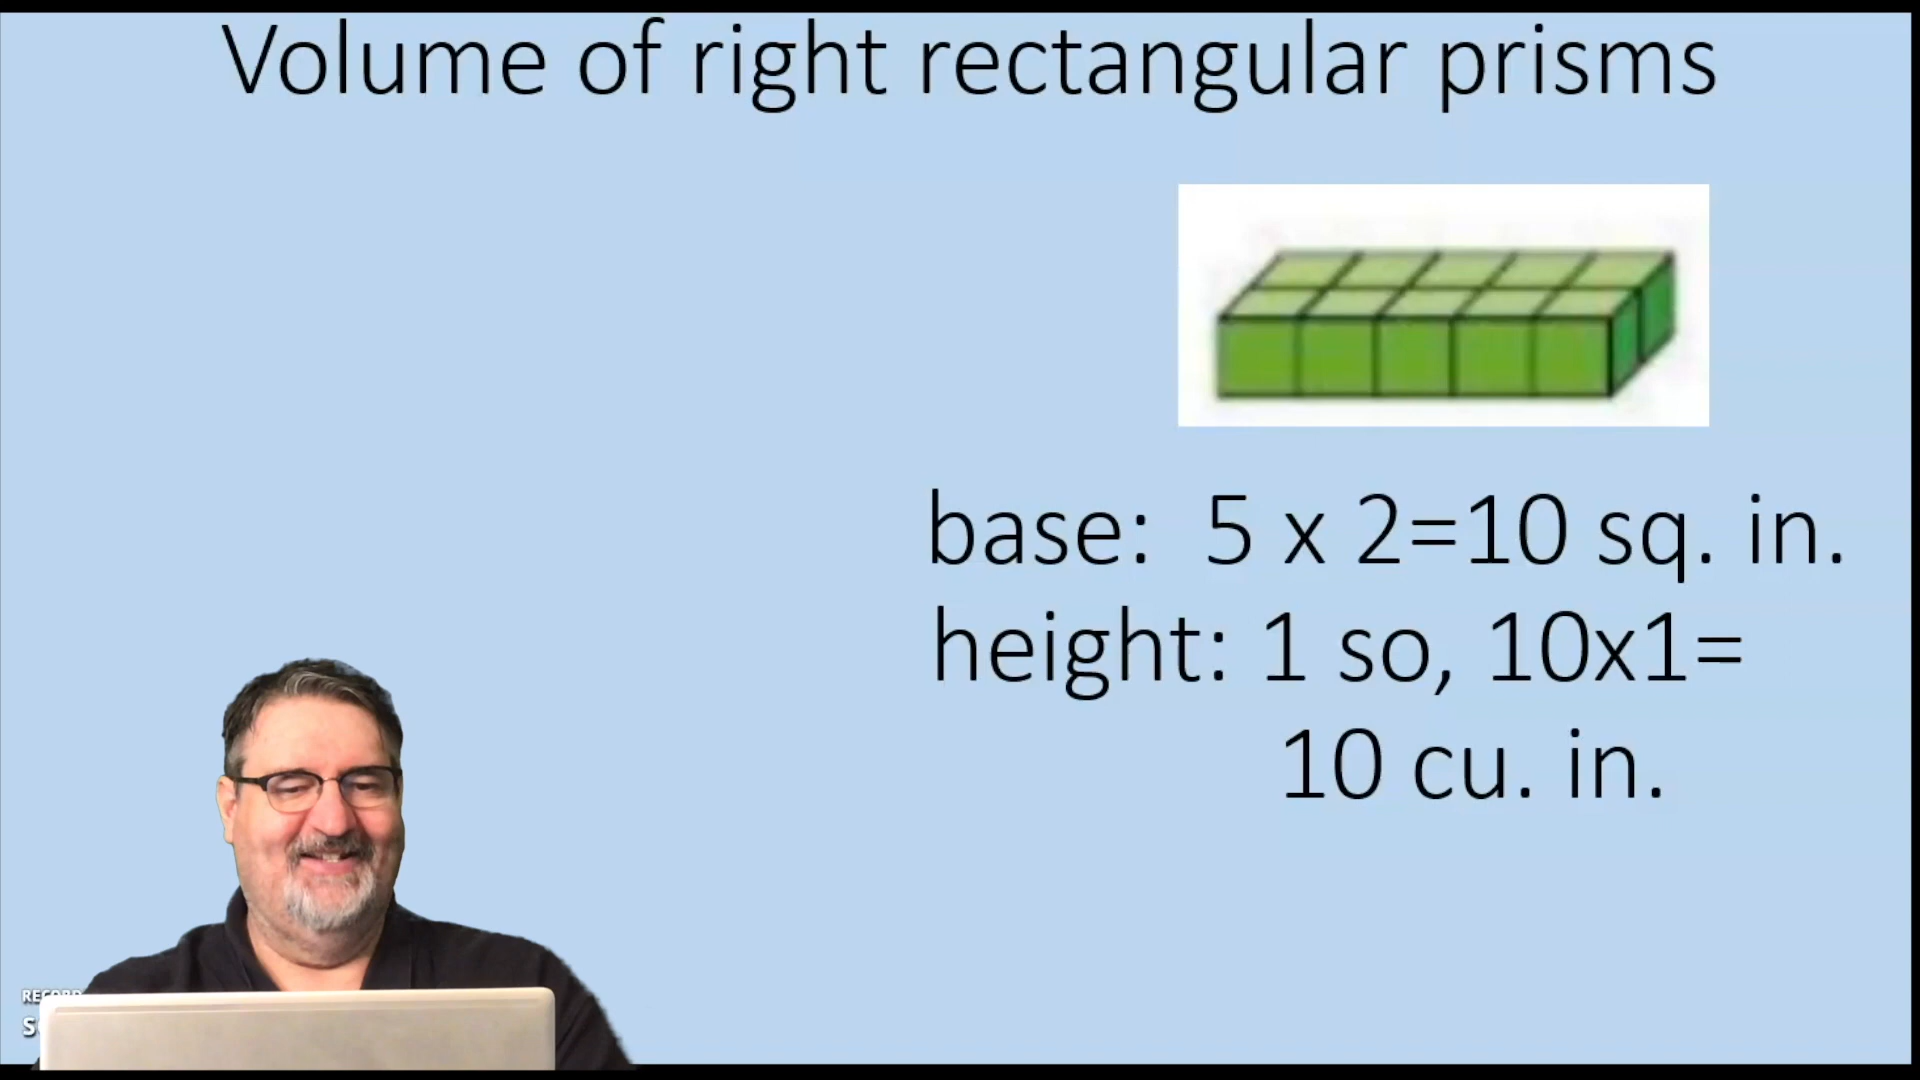 Volume of right rectangular prisms
base: 5 x 2=10 sq. in.
height: 1 so, 10x1=
10 cu. in.